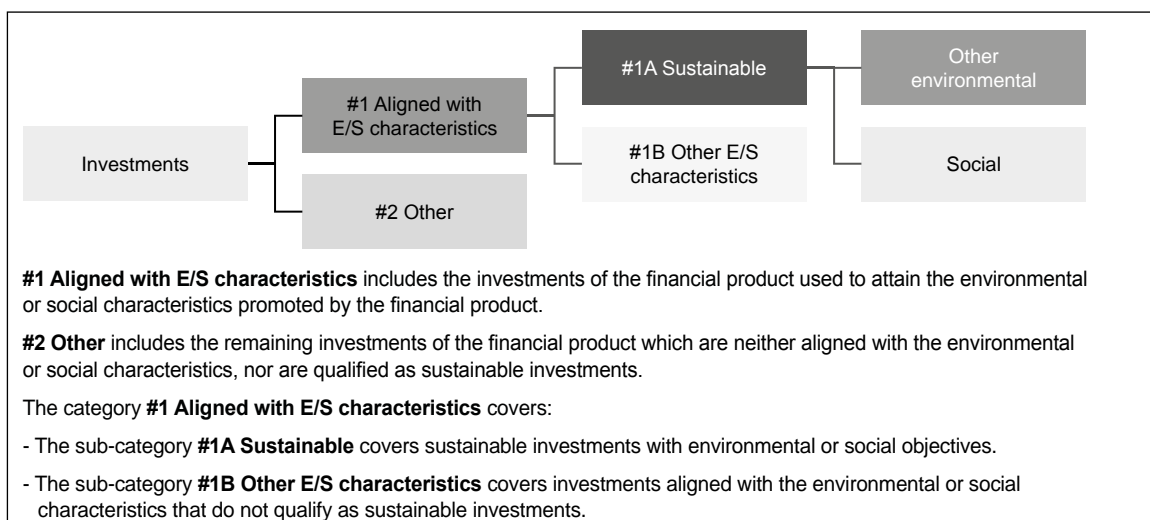 #1A Sustainable
Other
environmental
#1 Aligned with
E/S characteristics
Investments
#1B Other E/S
characteristics
Social
#2 Other
#1 Aligned with E/S characteristics includes the investments of the financial product used to attain the environmental
or social characteristics promoted by the financial product.
#2 Other includes the remaining investments of the financial product which are neither aligned with the environmental
or social characteristics, nor are qualified as sustainable investments.
The category #1 Aligned with E/S characteristics covers:
- The sub-category #1A Sustainable covers sustainable investments with environmental or social objectives.
- The sub-category #1B Other E/S characteristics covers investments aligned with the environmental or social
characteristics that do not qualify as sustainable investments.